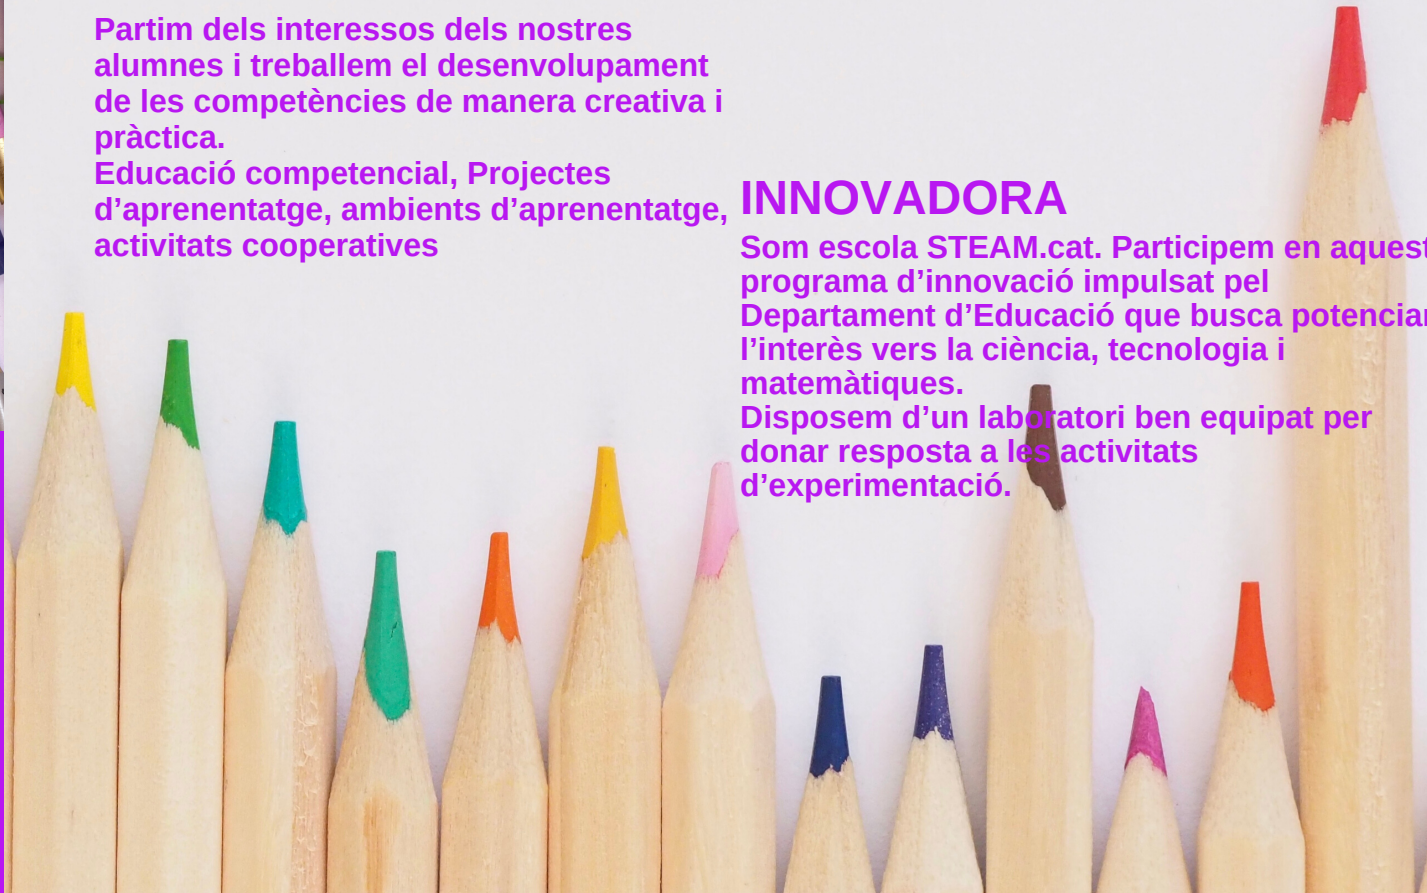 Partim dels interessos dels nostres
alumnes i treballem el desenvolupament
de les competències de manera creativa i
pràctica.
Educació competencial, Projectes
d’aprenentatge, ambients d’aprenentatge,
activitats cooperatives
INNOVADORA
Som escola STEAM.cat. Participem en aquest
programa d’innovació impulsat pel
Departament d’Educació que busca potenciar
l’interès vers la ciència, tecnologia i
matemàtiques.
Disposem d’un laboratori ben equipat per
donar resposta a les activitats
d’experimentació.